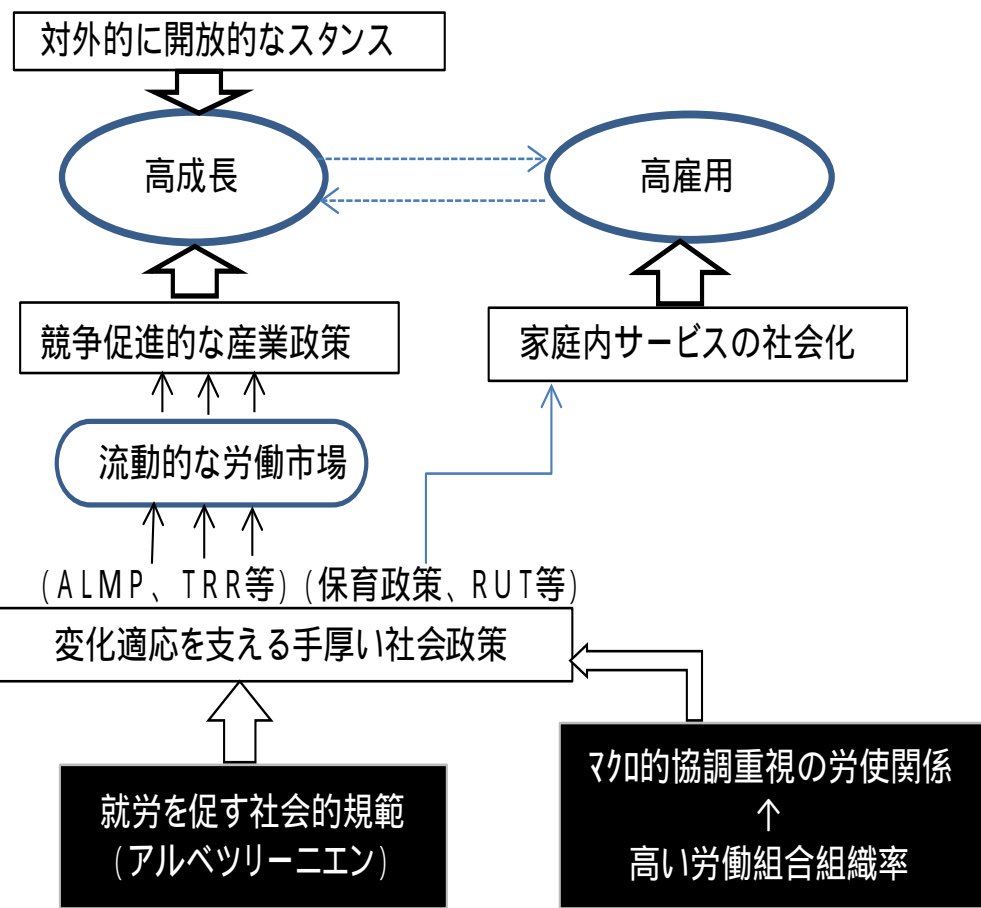 対外的に開放的なスタンス
高成長
高雇用
競争促進的な産業政策
家庭内サービスの社会化
流動的な労働市場
(ALMP、TRR等)(保育政策、RUT等)
変化適応を支える手厚い社会政策
就労を促す社会的規範
(アルベツリーニエン)
マクロ的協調重視の労使関係
↑
高い労働組合組織率